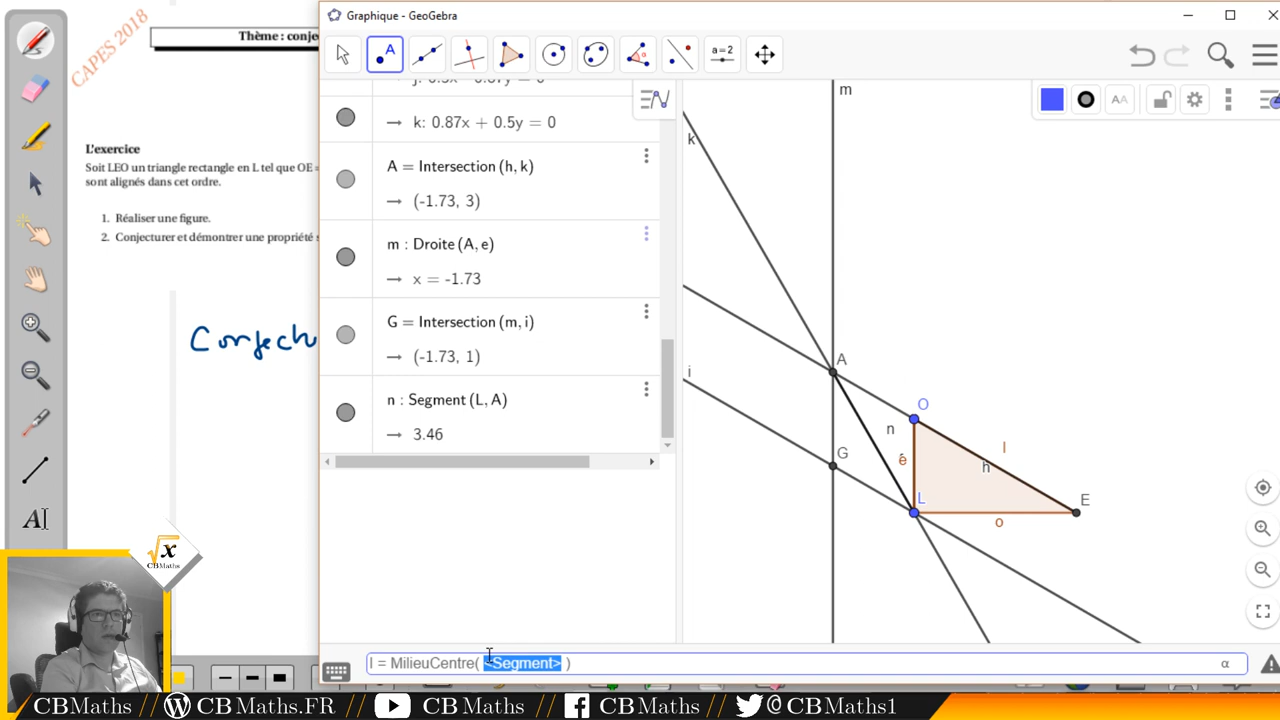 Graphique - GeoGebra
CAPES 2018
Thème : conje
A
a=2
L'exercice
Soit LEO un triangle rectangle en L tel que OE =
sont alignés dans cet ordre.
1. Réaliser une figure.
2. Conjecturer et démontrer une propriété s
Conjectu
→ k: 0.87x + 0.5y = 0
A = Intersection (h, k)
→ (-1.73, 3)
m : Droite (A, e)
→ x = -1.73
G = Intersection (m, i)
→ (-1.73, 1)
n : Segment (L, A)
→ 3.46
AA
m
k
A
i
O
n
l
G
é
h
L
E
o
I = MilieuCentre( <Segment> )
α
AI
√x
CBMaths
CBMaths
CBMaths.FR
CBMaths
CBMaths
@CBMaths1